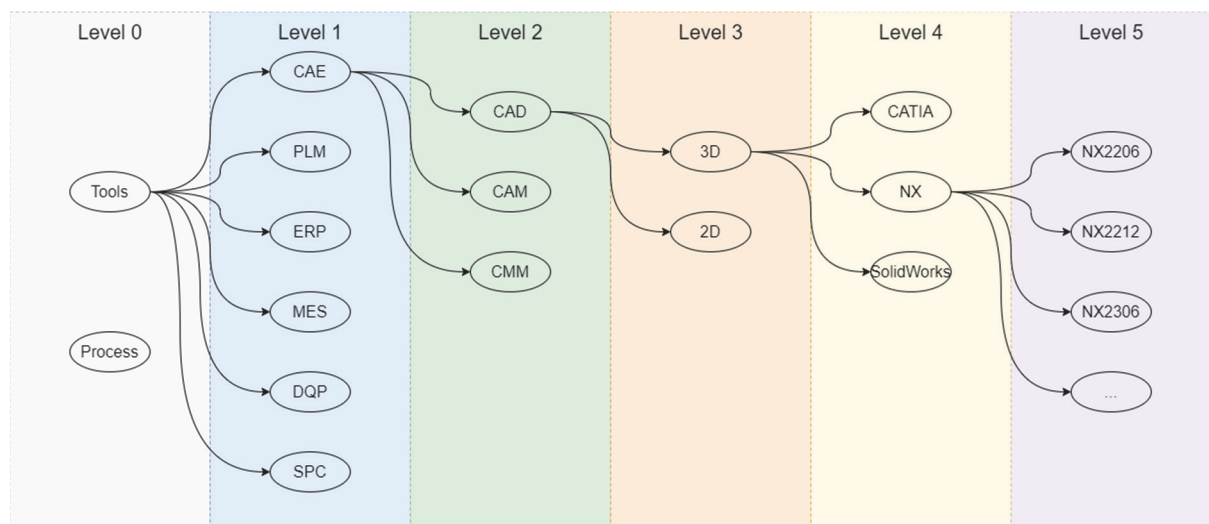 Level 0
Level 1
Level 2
Level 3
Level 4
Level 5
Tools
Process
CAE
PLM
ERP
MES
DQP
SPC
CAD
CAM
CMM
3D
2D
CATIA
NX
SolidWorks
NX2206
NX2212
NX2306
...